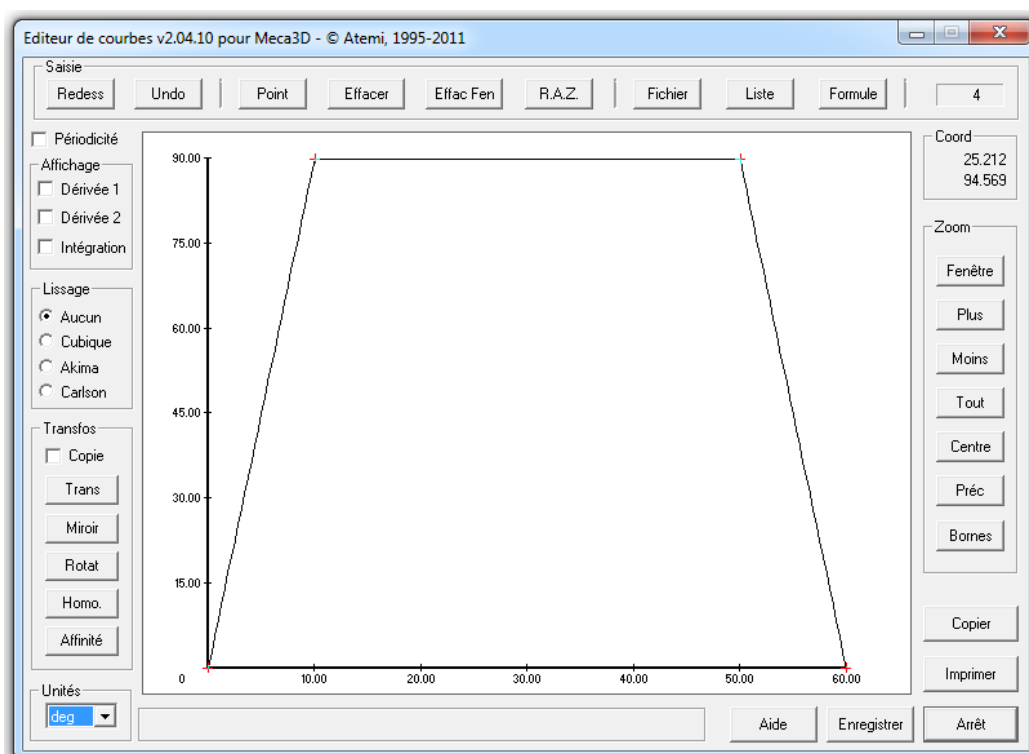 Editeur de courbes v2.04.10 pour Meca3D - © Atemi, 1995-2011
Saisie
Redess Undo Point Effacer Effac Fen R.A.Z. Fichier Liste Formule 4
Périodicité
Affichage
Dérivée 1
Dérivée 2
Intégration
Lissage
Aucun
Cubique
Akima
Carlson
Transfos
Copie
Trans
Miroir
Rotat
Homo.
Affinité
Unités
deg
90.00
75.00
60.00
45.00
30.00
15.00
0 10.00 20.00 30.00 40.00 50.00 60.00
Coord
25.212
94.569
Zoom
Fenêtre
Plus
Moins
Tout
Centre
Préc
Bornes
Copier
Imprimer
Aide Enregistrer Arrêt